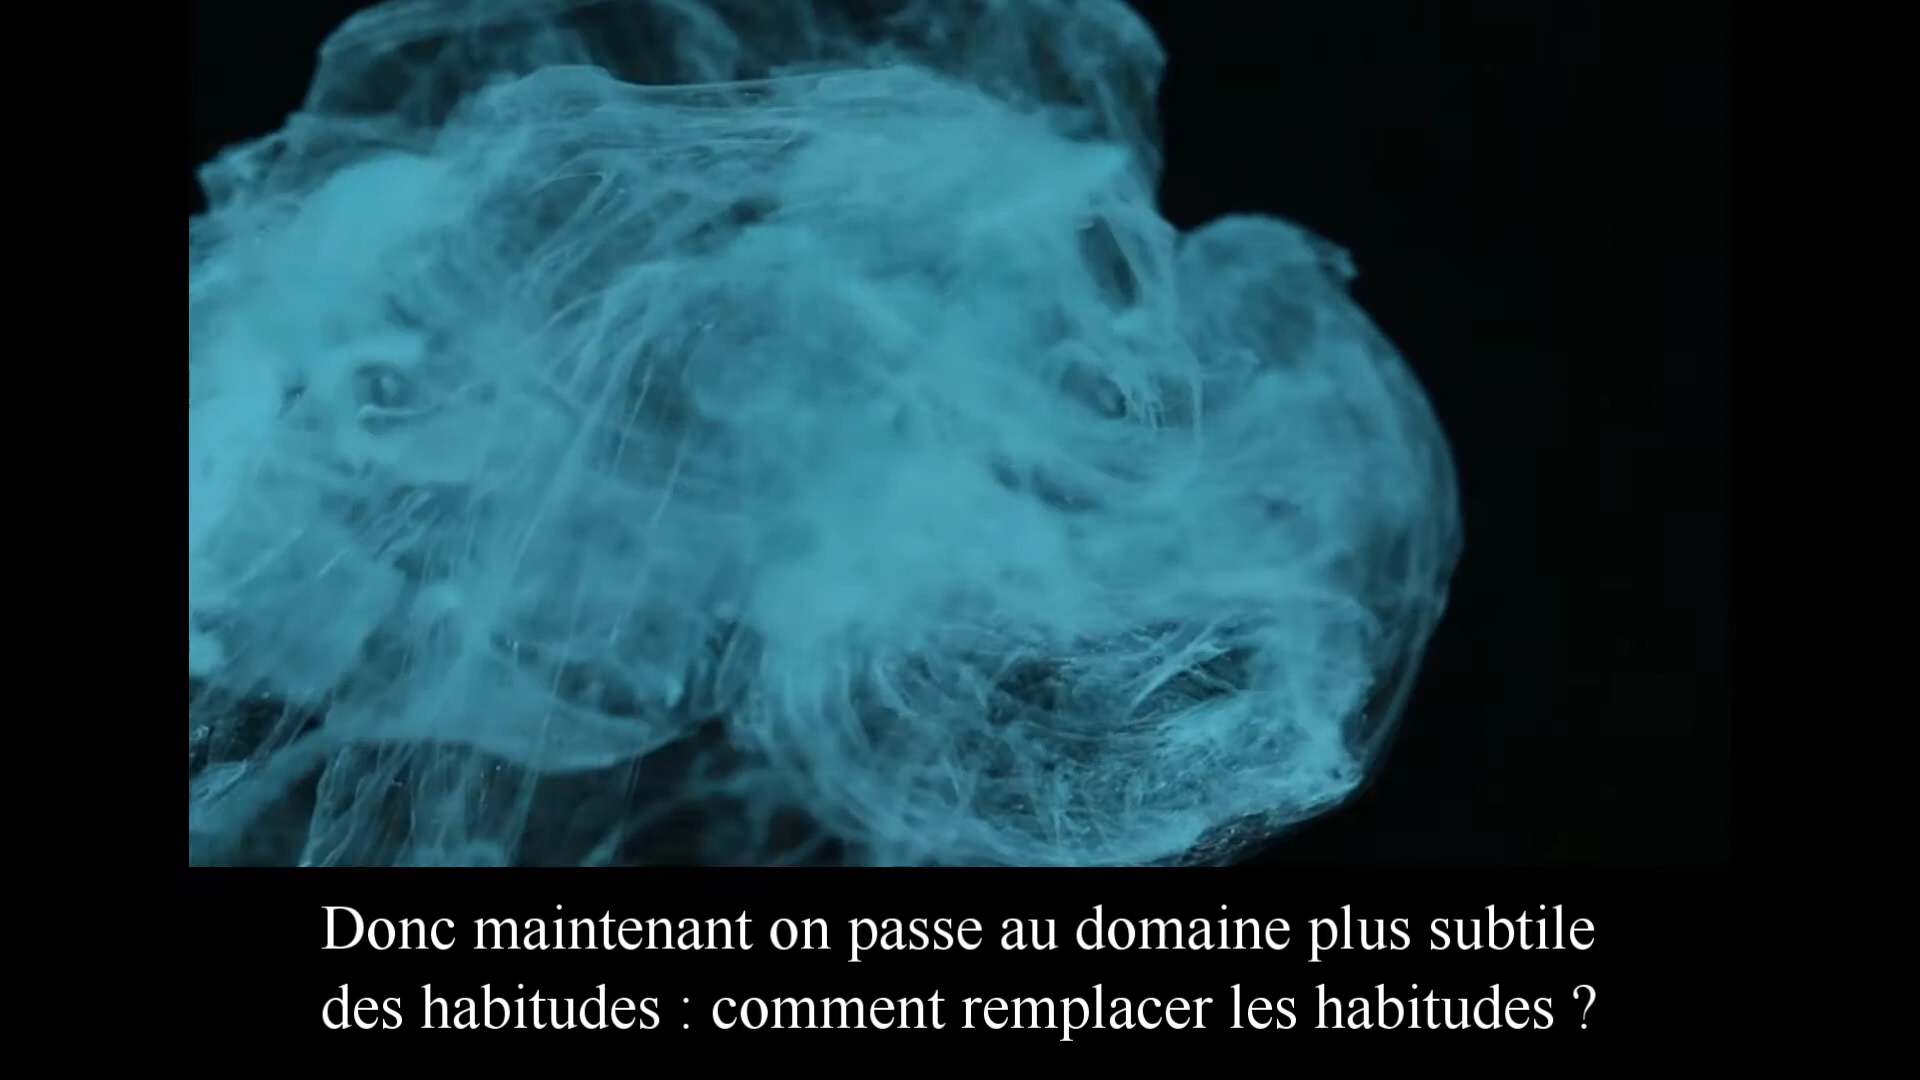 Donc maintenant on passe au domaine plus subtile
des habitudes : comment remplacer les habitudes ?